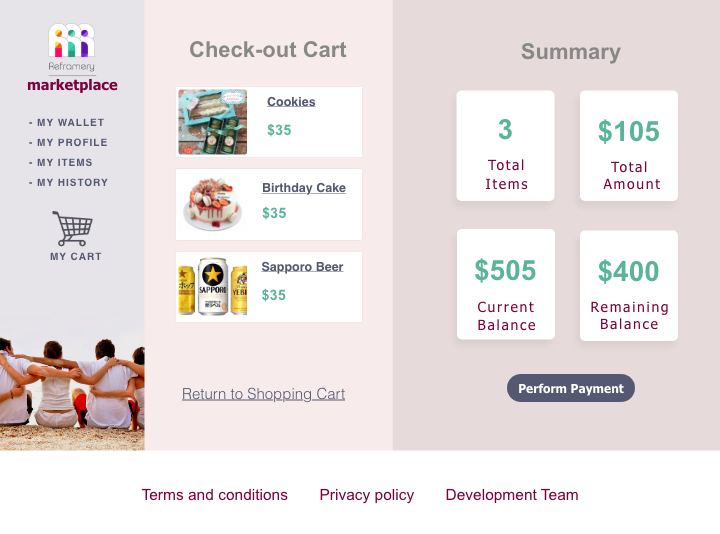 Reframery
marketplace
- MY WALLET
- MY PROFILE
- MY ITEMS
- MY HISTORY
MY CART
Check-out Cart
Cookies
$35
Birthday Cake
$35
SAPPORO
Sapporo Beer
$35
Return to Shopping Cart
Summary
3
Total
Items
$105
Total
Amount
$505
Current
Balance
$400
Remaining
Balance
Perform Payment
Terms and conditions
Privacy policy
Development Team